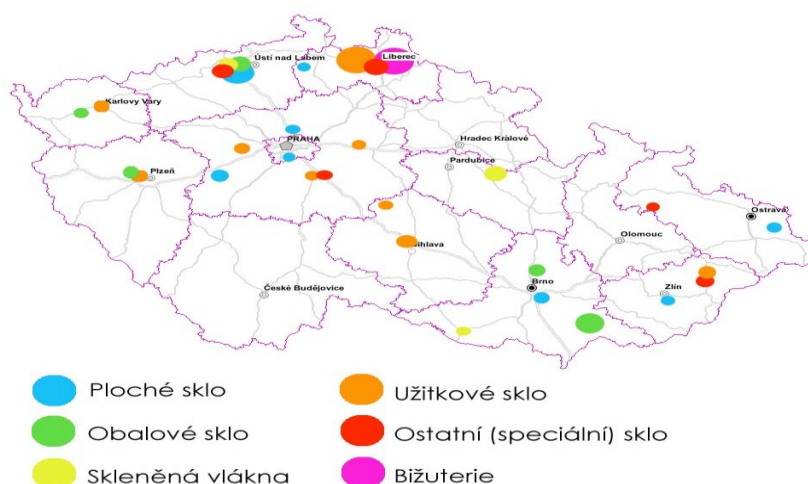 Ústí nad Labem
Liberec
Karlovy Vary
PRAHA
Hradec Králové
Pardubice
Plzeň
Ostrava
Olomouc
Jihlava
České Budějovice
Brno
Zlín
Ploché sklo
Užitkové sklo
Obalové sklo
Ostatní (speciální) sklo
Skleněná vlákna
Bižuterie